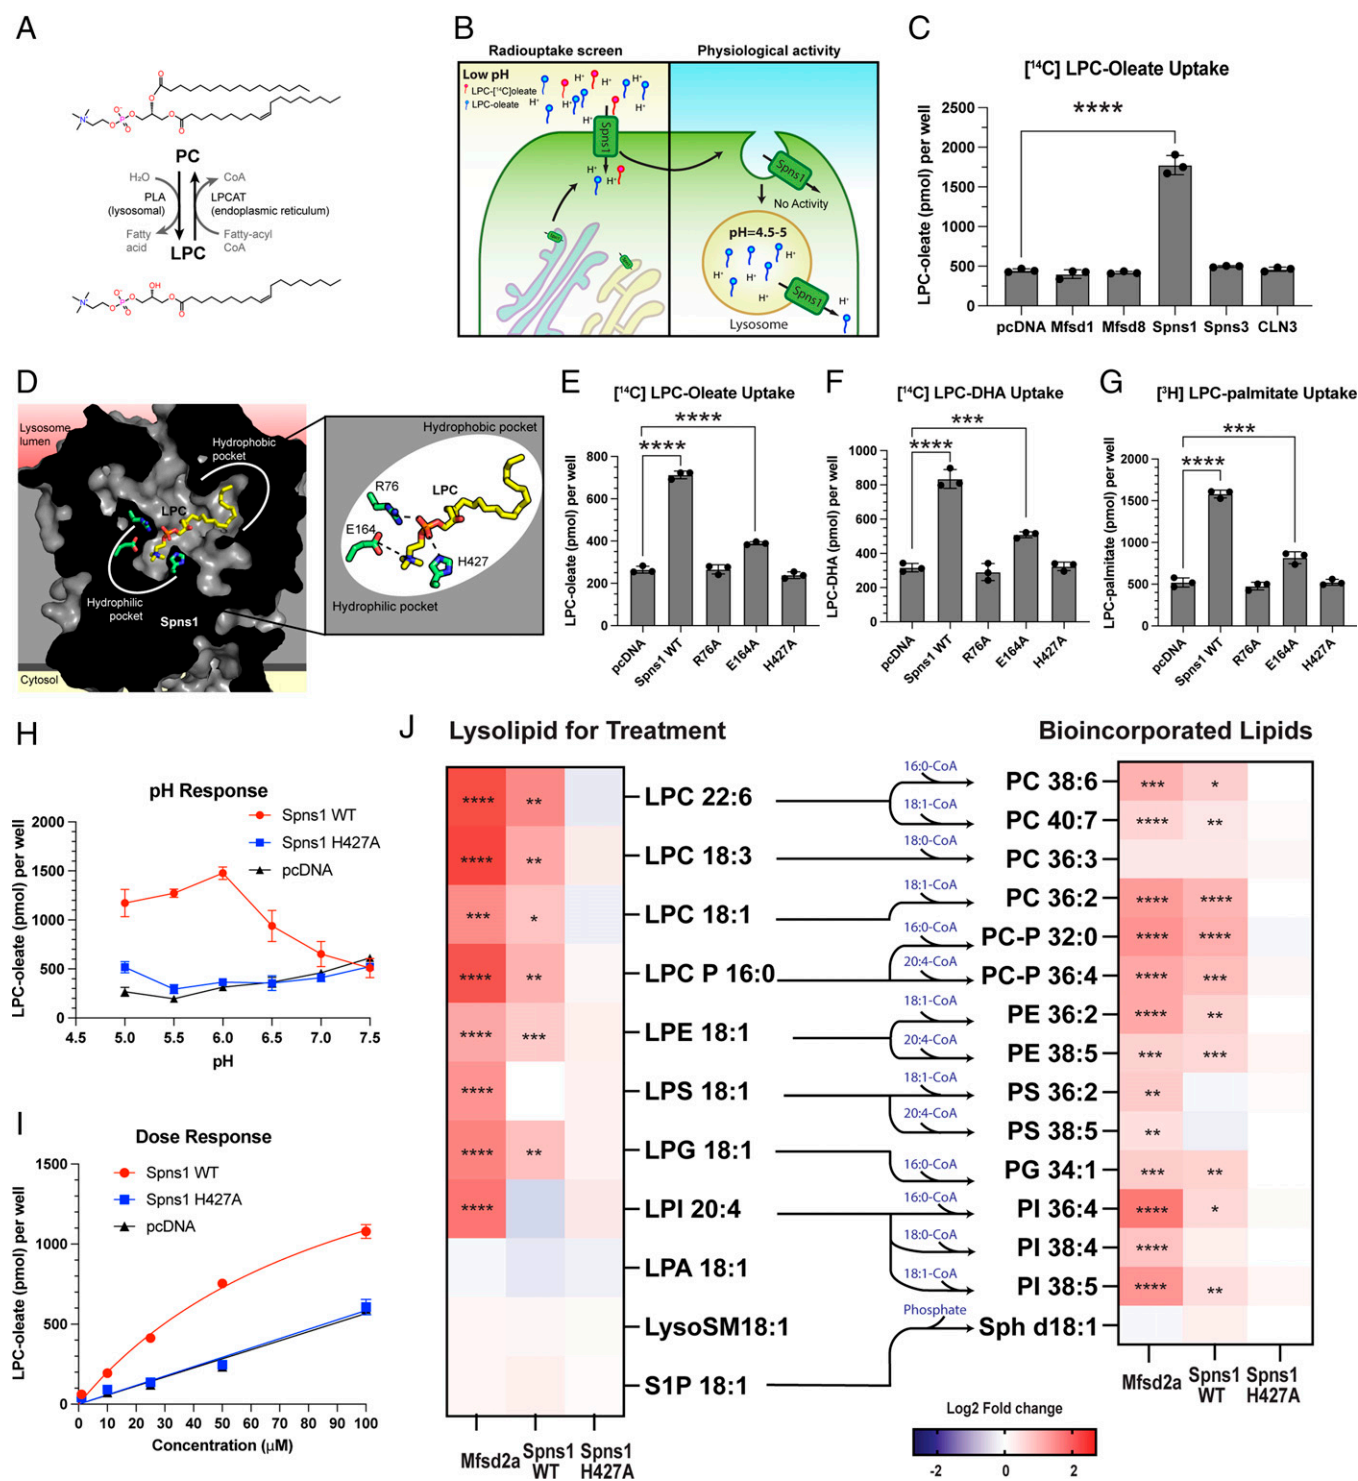 A
PC
H₂O
CoA
PLA
(lysosomal)
LPCAT
(endoplasmic reticulum)
Fatty
acid
Fatty-acyl
CoA
LPC
B
Radiouptake screen
Physiological activity
Low pH
LPC-[¹⁴C]oleate
LPC-oleate
H⁺
Spns1
H⁺
Spns1
No Activity
pH=4.5-5
H⁺
Spns1
H⁺
Lysosome
C
[¹⁴C] LPC-Oleate Uptake
LPC-oleate (pmol) per well
2500
2000
1500
1000
500
0
****
pcDNA Mfsd1 Mfsd8 Spns1 Spns3 CLN3
D
Lysosome
lumen
Hydrophobic
pocket
LPC
Hydrophilic
pocket
Spns1
Cytosol
Hydrophobic pocket
R76
LPC
E164
H427
Hydrophilic pocket
E
[¹⁴C] LPC-Oleate Uptake
LPC-oleate (pmol) per well
800
600
400
200
0
****
****
pcDNA
Spns1 WT
R76A
E164A
H427A
F
[¹⁴C] LPC-DHA Uptake
LPC-DHA (pmol) per well
1000
800
600
400
200
0
***
****
pcDNA
Spns1 WT
R76A
E164A
H427A
G
[³H] LPC-palmitate Uptake
LPC-palmitate (pmol) per well
2000
1500
1000
500
0
***
****
pcDNA
Spns1 WT
R76A
E164A
H427A
H
pH Response
Spns1 WT
Spns1 H427A
pcDNA
LPC-oleate (pmol) per well
2000
1500
1000
500
0
4.5 5.0 5.5 6.0 6.5 7.0 7.5
pH
I
Dose Response
Spns1 WT
Spns1 H427A
pcDNA
LPC-oleate (pmol) per well
1500
1000
500
0
0 10 20 30 40 50 60 70 80 90 100
Concentration (μM)
J
Lysolipid for Treatment
Bioincorporated Lipids
**** ** LPC 22:6
**** ** LPC 18:3
*** * LPC 18:1
**** ** LPC P 16:0
**** *** LPE 18:1
**** LPS 18:1
**** ** LPG 18:1
**** LPI 20:4
LPA 18:1
LysoSM18:1
S1P 18:1
Mfsd2a
Spns1
WT
Spns1
H427A
16:0-CoA
PC 38:6 *** *
18:1-CoA
PC 40:7 **** **
18:0-CoA
PC 36:3
18:1-CoA
PC 36:2 **** ****
16:0-CoA
PC-P 32:0 **** ****
20:4-CoA
PC-P 36:4 **** ***
18:1-CoA
PE 36:2 **** **
20:4-CoA
PE 38:5 *** ***
18:1-CoA
PS 36:2 **
20:4-CoA
PS 38:5 **
16:0-CoA
PG 34:1 *** **
16:0-CoA
PI 36:4 **** *
18:0-CoA
PI 38:4 ****
18:1-CoA
PI 38:5 **** **
Phosphate
Sph d18:1
Mfsd2a
Spns1
WT
Spns1
H427A
Log2 Fold change
-2 0 2